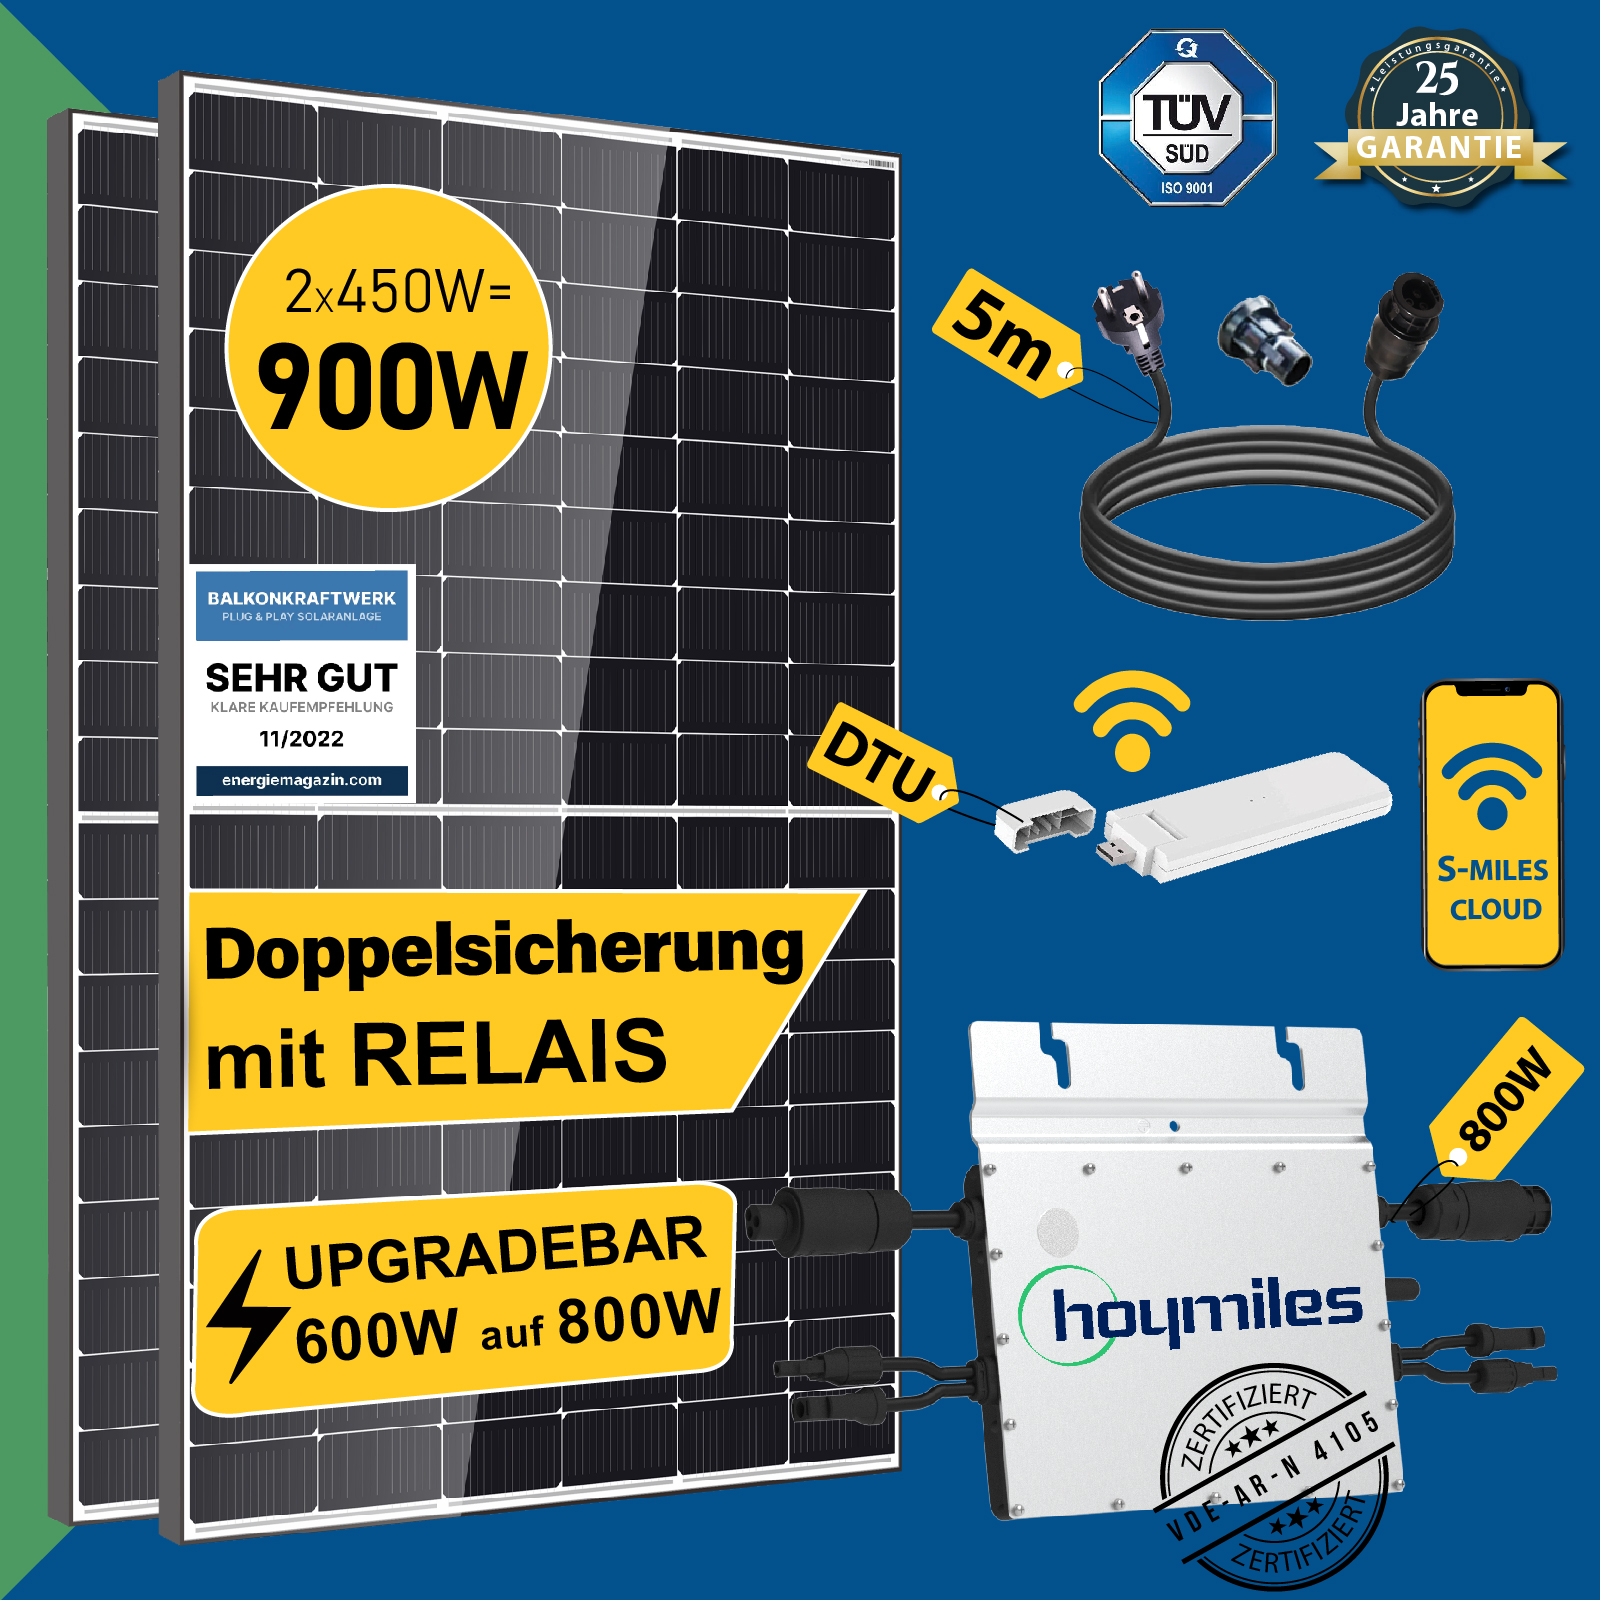 TÜV
SÜD
ISO 9001
Leistungsgarantie
25
Jahre
GARANTIE
2x450W=
900W
5m
BALKONKRAFTWERK
PLUG & PLAY SOLARANLAGE
SEHR GUT
KLARE KAUFEMPFEHLUNG
11/2022
energiemagazin.com
DTU
S-MILES
CLOUD
Doppelsicherung
mit RELAIS
800W
UPGRADEBAR
600W auf 800W
hoymiles
ZERTIFIZIERT
VDE-AR-N 4105
ZERTIFIZIERT